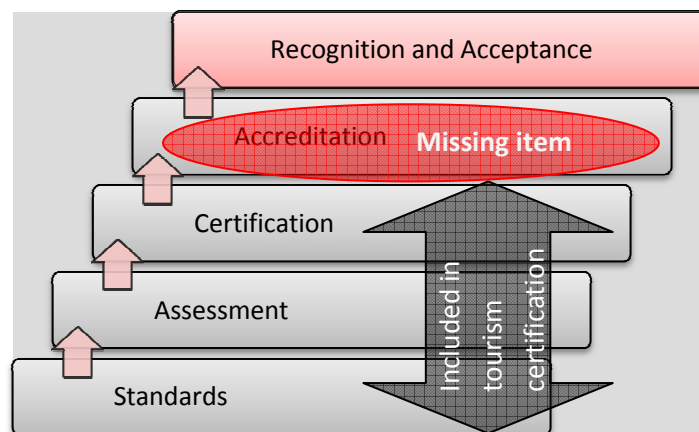 Recognition and Acceptance
Accreditation Missing item
Certification
Assessment
Standards
Included in
tourism
certification